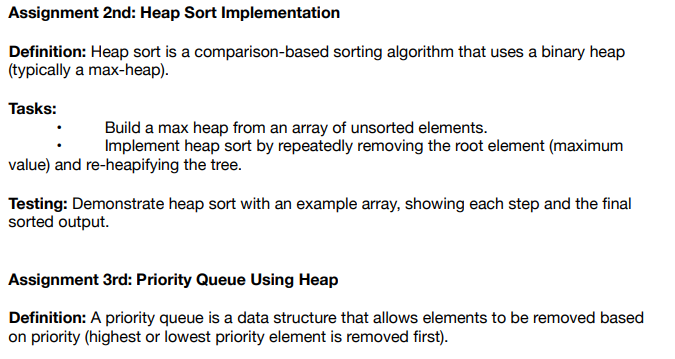 Assignment 2nd: Heap Sort Implementation
Definition: Heap sort is a comparison-based sorting algorithm that uses a binary heap
(typically a max-heap).
Tasks:
• Build a max heap from an array of unsorted elements.
• Implement heap sort by repeatedly removing the root element (maximum
value) and re-heapifying the tree.
Testing: Demonstrate heap sort with an example array, showing each step and the final
sorted output.
Assignment 3rd: Priority Queue Using Heap
Definition: A priority queue is a data structure that allows elements to be removed based
on priority (highest or lowest priority element is removed first).